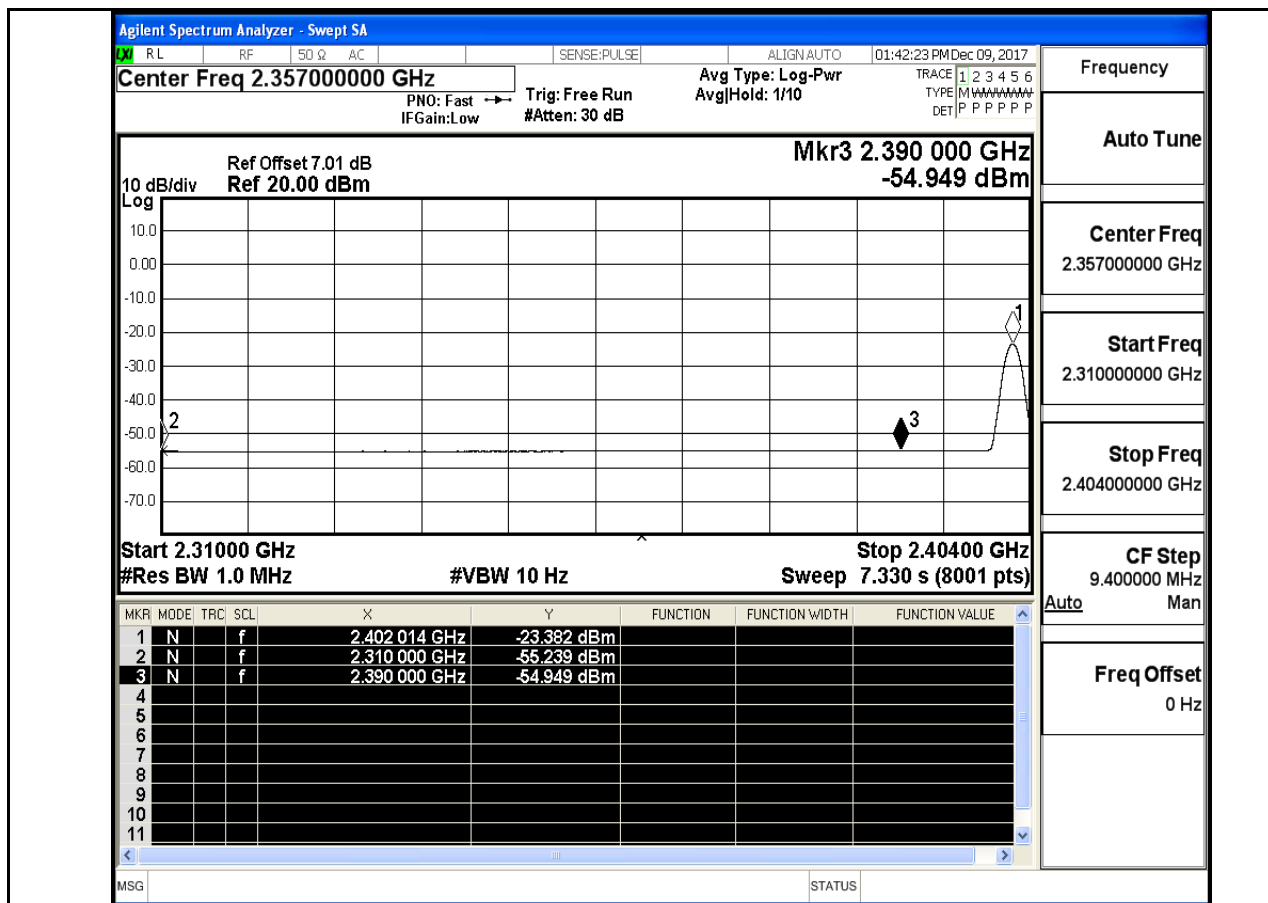 Agilent Spectrum Analyzer - Swept SA
LXI RL RF 50 Ω AC SENSE:PULSE ALIGN AUTO 01:42:23 PM Dec 09, 2017
Center Freq 2.357000000 GHz
PNO: Fast
IFGain:Low
Trig: Free Run
#Atten: 30 dB
Avg Type: Log-Pwr
Avg|Hold: 1/10
TRACE 1 2 3 4 5 6
TYPE M
DET P P P P P P
Ref Offset 7.01 dB
10 dB/div Ref 20.00 dBm
Log
Mkr3 2.390 000 GHz
-54.949 dBm
10.0
0.00
-10.0
1
-20.0
-30.0
-40.0
2
3
-50.0
-60.0
-70.0
Start 2.31000 GHz Stop 2.40400 GHz
#Res BW 1.0 MHz #VBW 10 Hz Sweep 7.330 s (8001 pts)
MKR MODE TRC SCL X Y FUNCTION FUNCTION WIDTH FUNCTION VALUE
1 N f 2.402 014 GHz -23.382 dBm
2 N f 2.310 000 GHz -55.239 dBm
3 N f 2.390 000 GHz -54.949 dBm
4
5
6
7
8
9
10
11
MSG STATUS
Frequency
Auto Tune
Center Freq
2.357000000 GHz
Start Freq
2.310000000 GHz
Stop Freq
2.404000000 GHz
CF Step
9.400000 MHz
Auto Man
Freq Offset
0 Hz